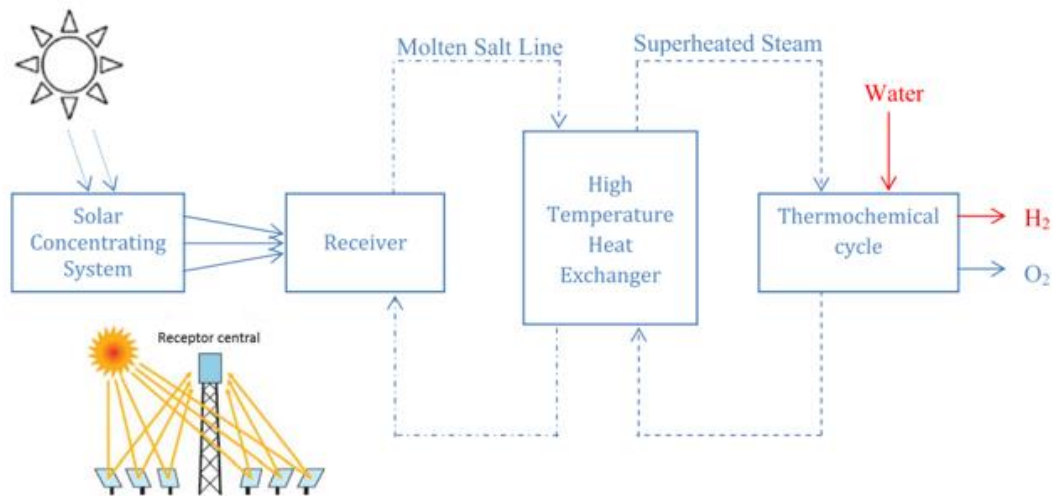 Molten Salt Line
Superheated Steam
Water
Solar
Concentrating
System
Receiver
High
Temperature
Heat
Exchanger
Thermochemical
cycle
H₂
O₂
Receptor central